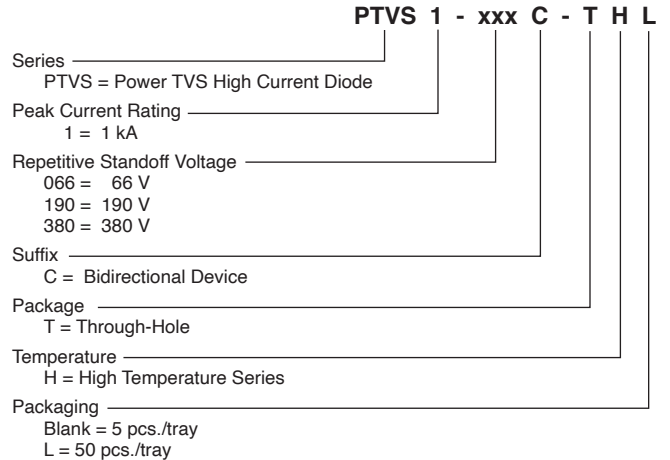 PTVS 1 - xxx C - T H L
Series
PTVS = Power TVS High Current Diode
Peak Current Rating
1 = 1 kA
Repetitive Standoff Voltage
066 = 66 V
190 = 190 V
380 = 380 V
Suffix
C = Bidirectional Device
Package
T = Through-Hole
Temperature
H = High Temperature Series
Packaging
Blank = 5 pcs./tray
L = 50 pcs./tray